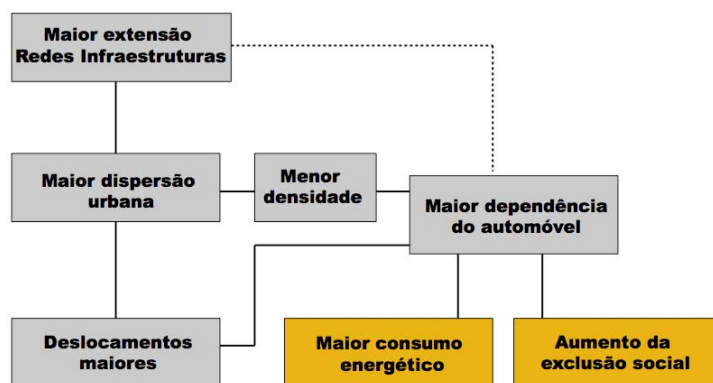 Maior extensão
Redes Infraestruturas
Maior dispersão
urbana
Menor
densidade
Maior dependência
do automóvel
Deslocamentos
maiores
Maior consumo
energético
Aumento da
exclusão social